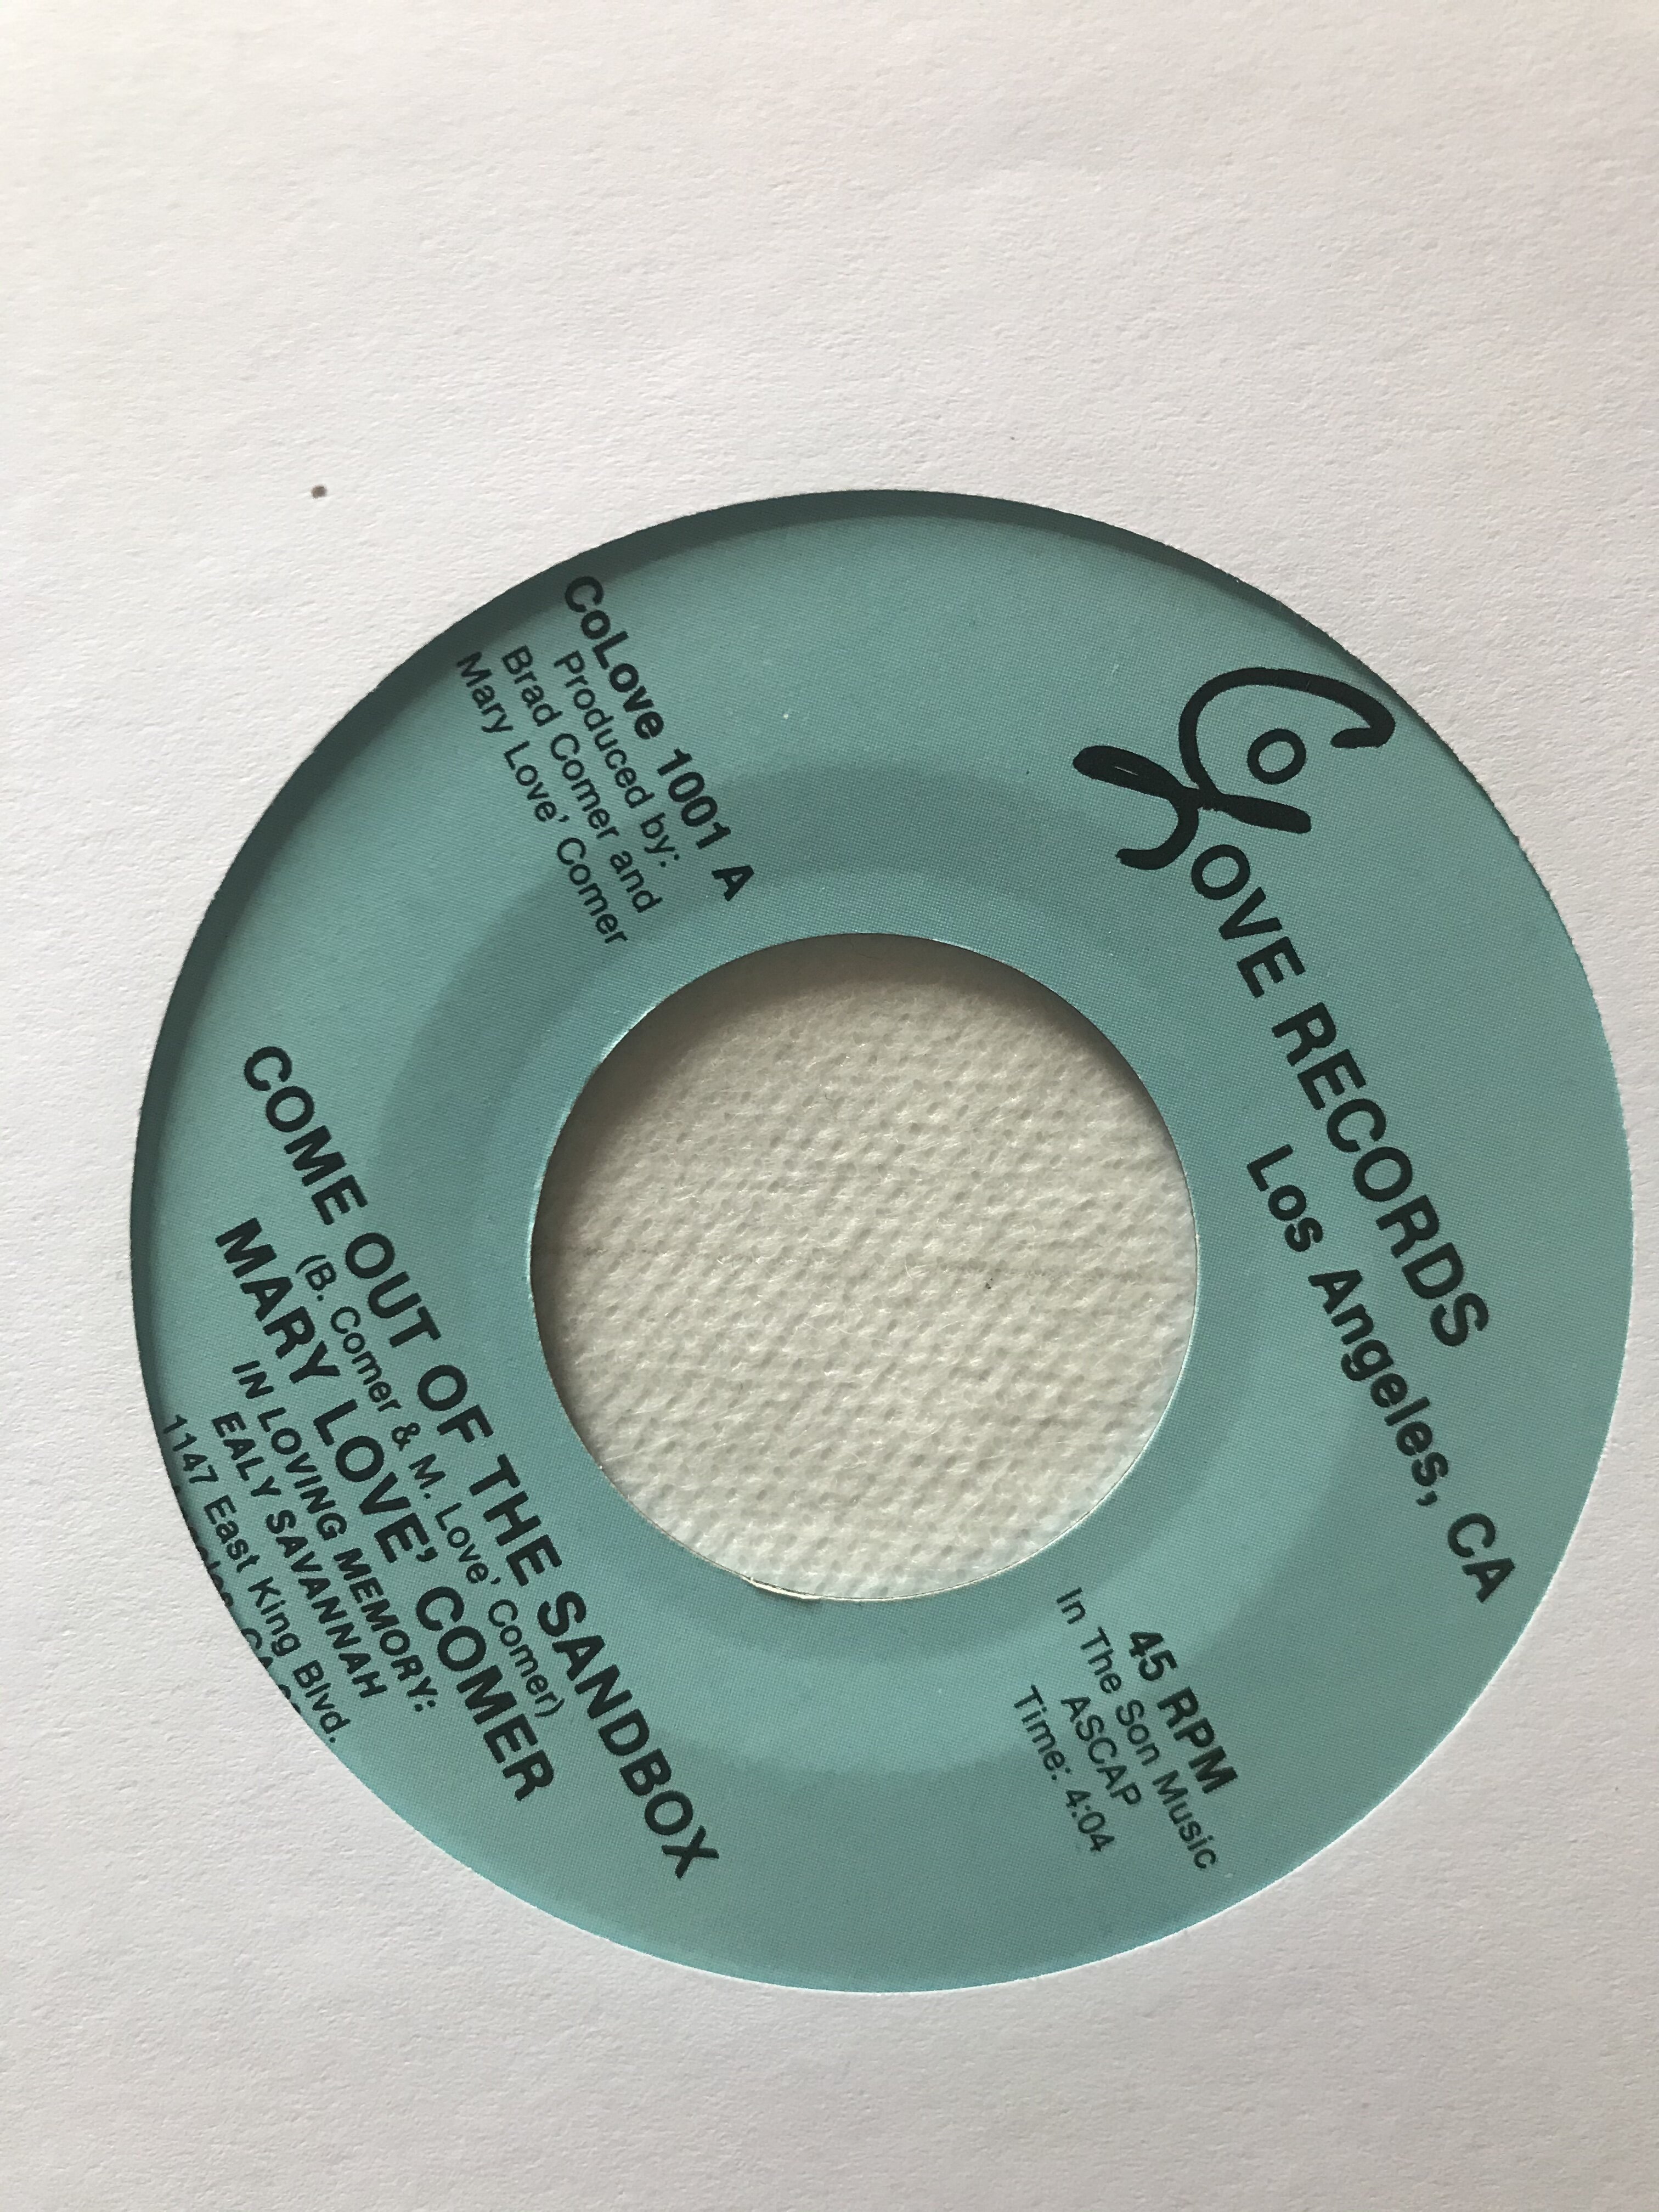 CoLove RECORDS
Los Angeles, CA
CoLove 1001 A
Produced by:
Brad Comer and
Mary Love' Comer
45 RPM
In The Son Music
ASCAP
Time: 4:04
COME OUT OF THE SANDBOX
(B. Comer & M. Love' Comer)
MARY LOVE' COMER
IN LOVING MEMORY:
EALY SAVANNAH
1147 East King Blvd.